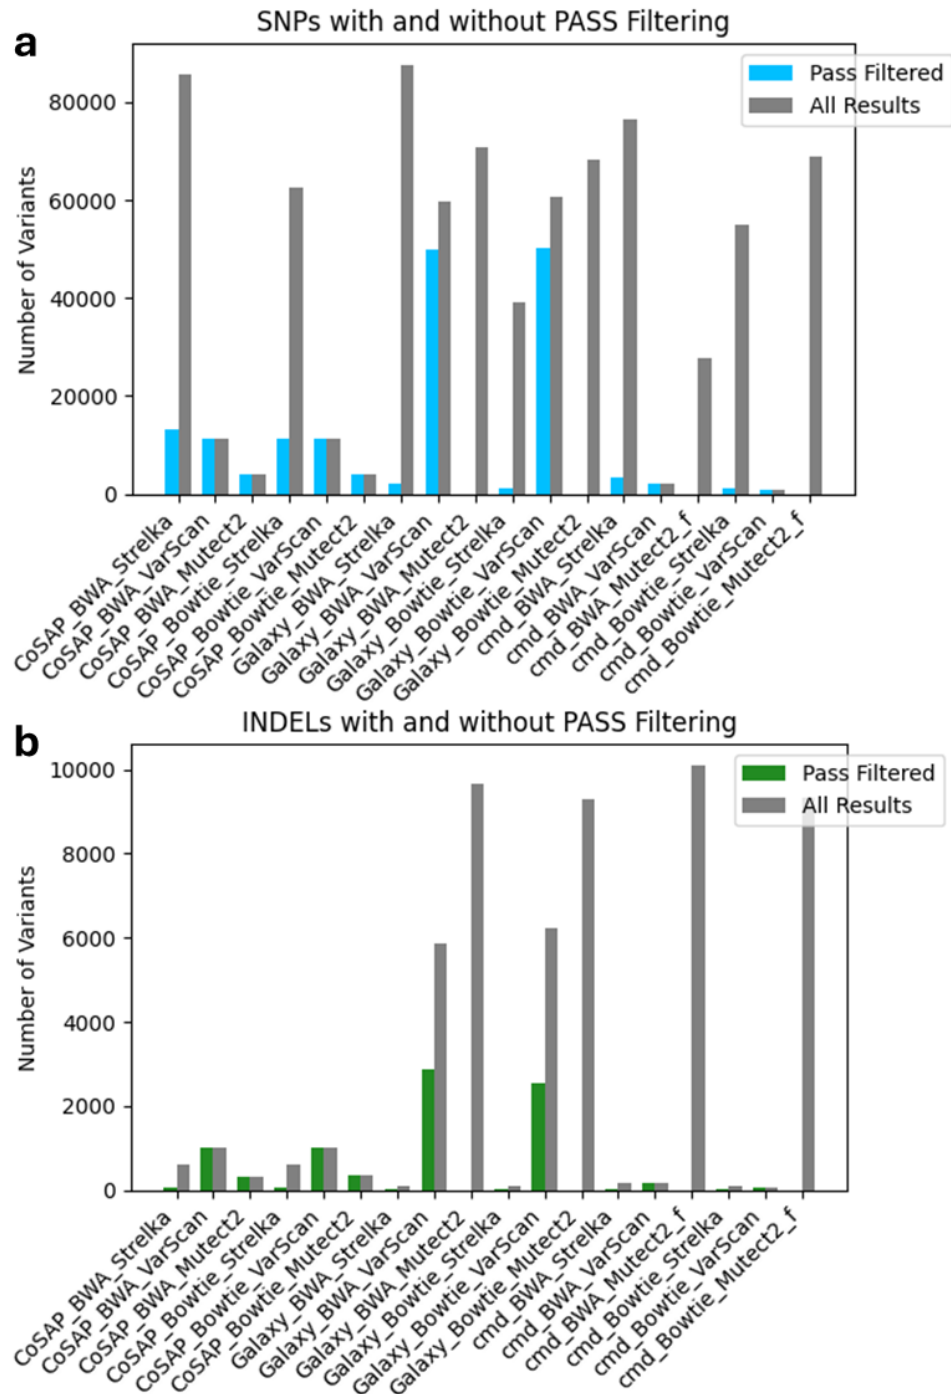 a
SNPs with and without PASS Filtering
Pass Filtered
All Results
Number of Variants
80000
60000
40000
20000
0
CoSAP_BWA_Strelka
CoSAP_BWA_VarScan
CoSAP_BWA_Mutect2
CoSAP_Bowtie_Strelka
CoSAP_Bowtie_VarScan
CoSAP_Bowtie_Mutect2
Galaxy_BWA_Strelka
Galaxy_BWA_VarScan
Galaxy_BWA_Mutect2
Galaxy_Bowtie_Strelka
Galaxy_Bowtie_VarScan
Galaxy_Bowtie_Mutect2
cmd_BWA_Strelka
cmd_BWA_VarScan
cmd_BWA_Mutect2_f
cmd_Bowtie_Strelka
cmd_Bowtie_VarScan
cmd_Bowtie_Mutect2_f
b
INDELs with and without PASS Filtering
Pass Filtered
All Results
Number of Variants
10000
8000
6000
4000
2000
0
CoSAP_BWA_Strelka
CoSAP_BWA_VarScan
CoSAP_BWA_Mutect2
CoSAP_Bowtie_Strelka
CoSAP_Bowtie_VarScan
CoSAP_Bowtie_Mutect2
Galaxy_BWA_Strelka
Galaxy_BWA_VarScan
Galaxy_BWA_Mutect2
Galaxy_Bowtie_Strelka
Galaxy_Bowtie_VarScan
Galaxy_Bowtie_Mutect2
cmd_BWA_Strelka
cmd_BWA_VarScan
cmd_BWA_Mutect2_f
cmd_Bowtie_Strelka
cmd_Bowtie_VarScan
cmd_Bowtie_Mutect2_f